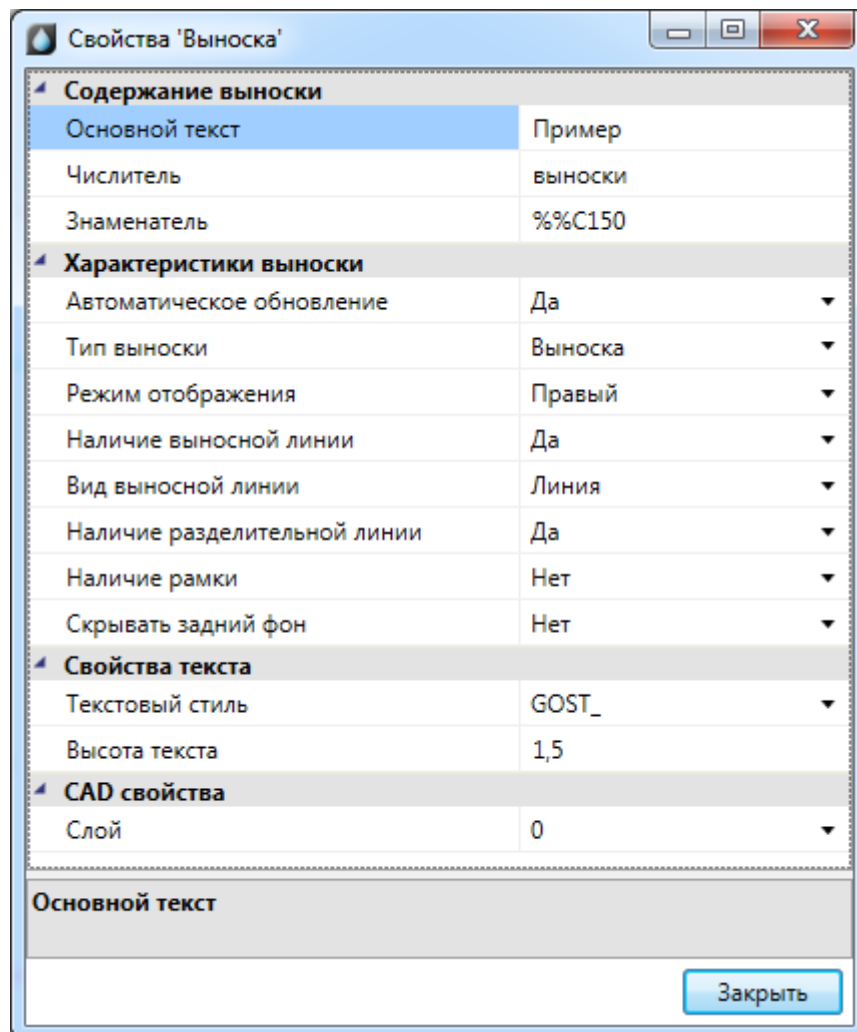 Свойства 'Выноска'
Содержание выноски
Основной текст Пример
Числитель выноски
Знаменатель %%C150
Характеристики выноски
Автоматическое обновление Да
Тип выноски Выноска
Режим отображения Правый
Наличие выносной линии Да
Вид выносной линии Линия
Наличие разделительной линии Да
Наличие рамки Нет
Скрывать задний фон Нет
Свойства текста
Текстовый стиль GOST_
Высота текста 1,5
CAD свойства
Слой 0
Основной текст
Закрыть